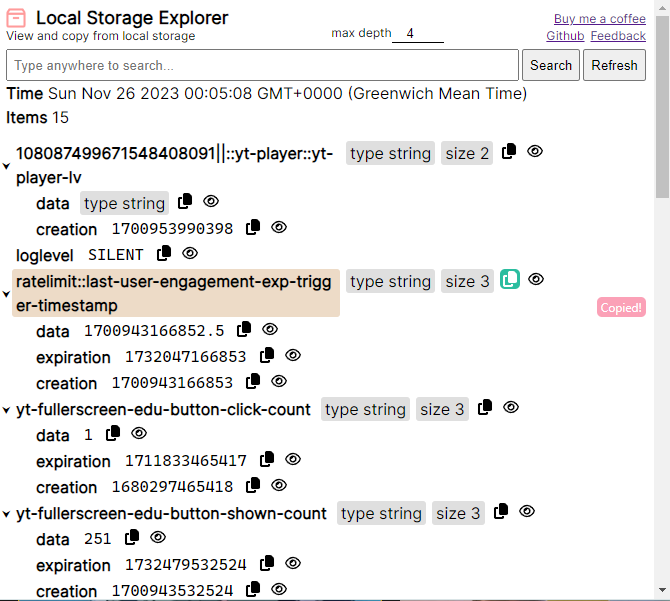 Local Storage Explorer
Buy me a coffee
View and copy from local storage
max depth 4
Github Feedback
Type anywhere to search...
Search
Refresh
Time Sun Nov 26 2023 00:05:08 GMT+0000 (Greenwich Mean Time)
Items 15
108087499671548408091||::yt-player::yt-
player-lv
type string size 2
data type string
creation 1700953990398
loglevel SILENT
ratelimit::last-user-engagement-exp-trigg
er-timestamp
type string size 3
Copied!
data 1700943166852.5
expiration 1732047166853
creation 1700943166853
yt-fullerscreen-edu-button-click-count type string size 3
data 1
expiration 1711833465417
creation 1680297465418
yt-fullerscreen-edu-button-shown-count type string size 3
data 251
expiration 1732479532524
creation 1700943532524